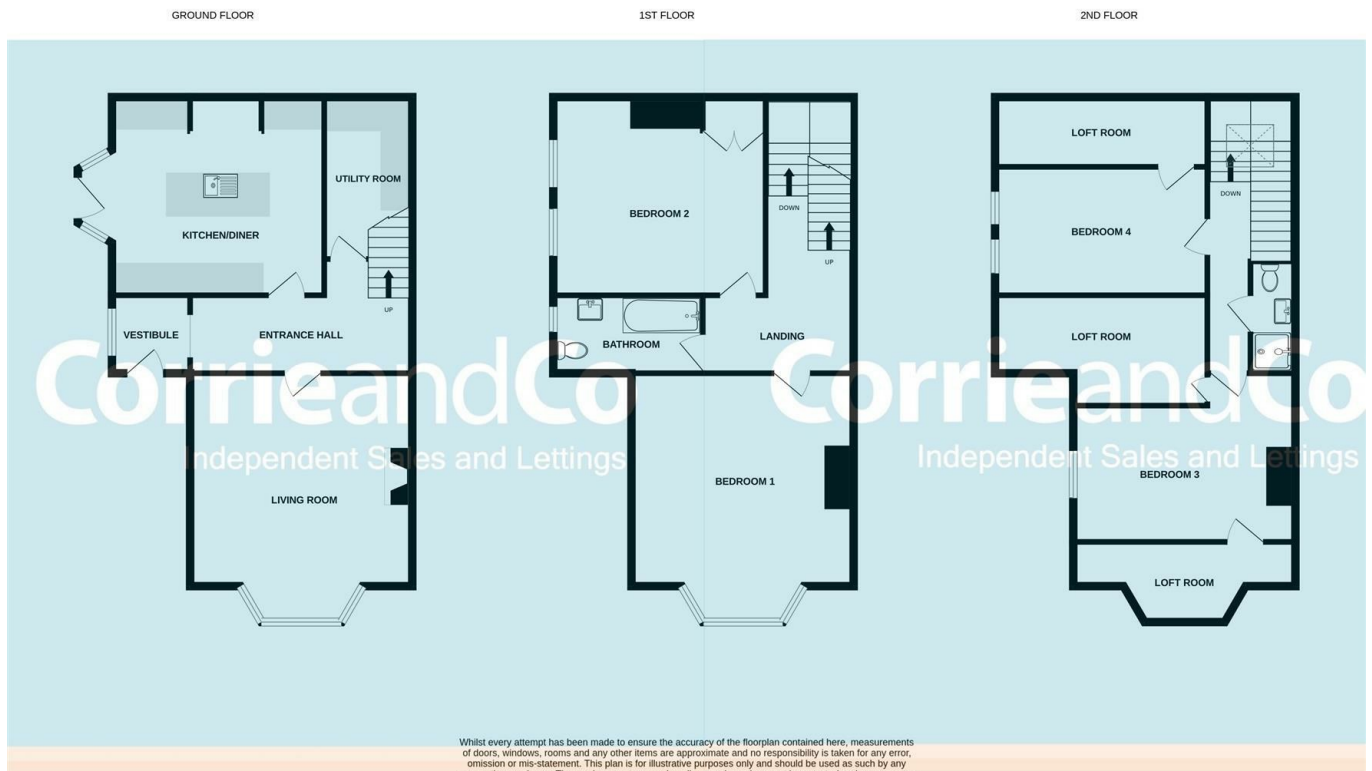 GROUND FLOOR
1ST FLOOR
2ND FLOOR
UTILITY ROOM
KITCHEN/DINER
VESTIBULE
ENTRANCE HALL
UP
LIVING ROOM
BEDROOM 2
DOWN
UP
BATHROOM
LANDING
BEDROOM 1
LOFT ROOM
DOWN
BEDROOM 4
LOFT ROOM
BEDROOM 3
LOFT ROOM
CorrieandCo
Independent Sales and Lettings
CorrieandCo
Independent Sales and Lettings
Whilst every attempt has been made to ensure the accuracy of the floorplan contained here, measurements
of doors, windows, rooms and any other items are approximate and no responsibility is taken for any error,
omission or mis-statement. This plan is for illustrative purposes only and should be used as such by any